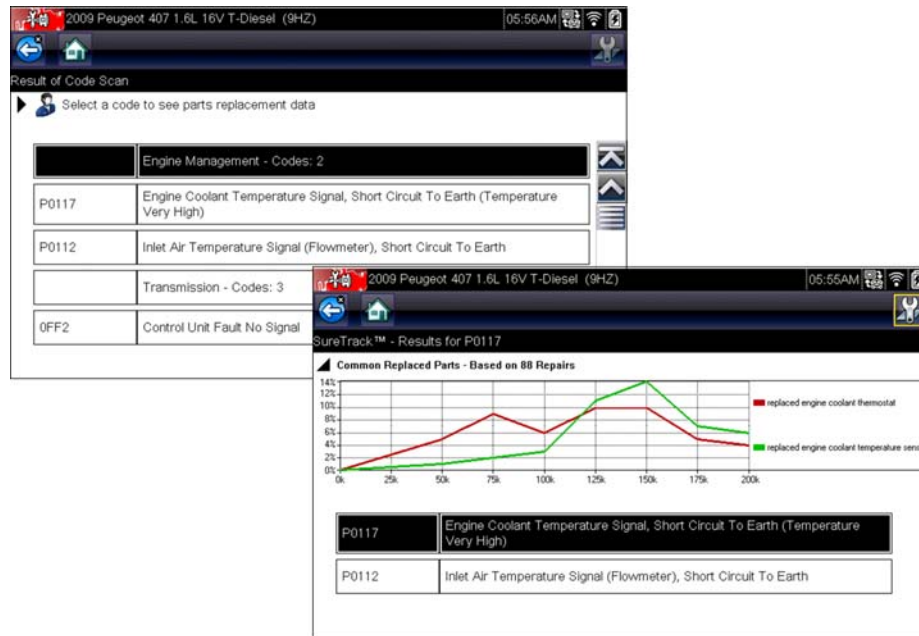 2009 Peugeot 407 1.6L 16V T-Diesel (9HZ)
05:56AM
Result of Code Scan
Select a code to see parts replacement data
Engine Management - Codes: 2
P0117
Engine Coolant Temperature Signal, Short Circuit To Earth (Temperature
Very High)
P0112
Inlet Air Temperature Signal (Flowmeter), Short Circuit To Earth
Transmission - Codes: 3
0FF2
Control Unit Fault No Signal
2009 Peugeot 407 1.6L 16V T-Diesel (9HZ)
05:55AM
SureTrack™ - Results for P0117
Common Replaced Parts - Based on 88 Repairs
14%
12%
10%
8%
6%
4%
2%
0%
0k 25k 50k 75k 100k 125k 150k 175k 200k
replaced engine coolant thermostat
replaced engine coolant temperature sens
P0117
Engine Coolant Temperature Signal, Short Circuit To Earth (Temperature
Very High)
P0112
Inlet Air Temperature Signal (Flowmeter), Short Circuit To Earth